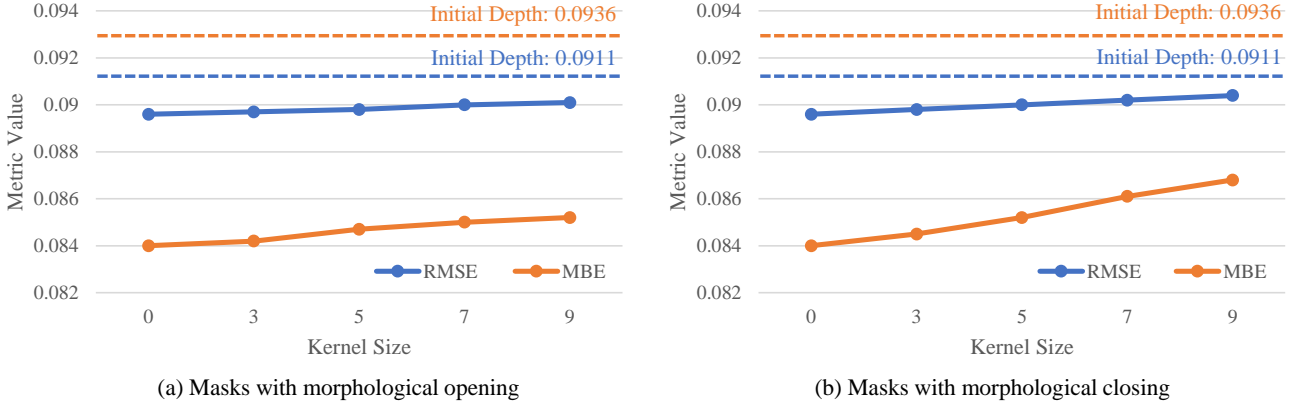 0.094
0.092
0.09
0.088
0.086
0.084
0.082
Metric Value
Initial Depth: 0.0936
Initial Depth: 0.0911
RMSE MBE
0 3 5 7 9
Kernel Size
(a) Masks with morphological opening
0.094
0.092
0.09
0.088
0.086
0.084
0.082
Metric Value
Initial Depth: 0.0936
Initial Depth: 0.0911
RMSE MBE
0 3 5 7 9
Kernel Size
(b) Masks with morphological closing